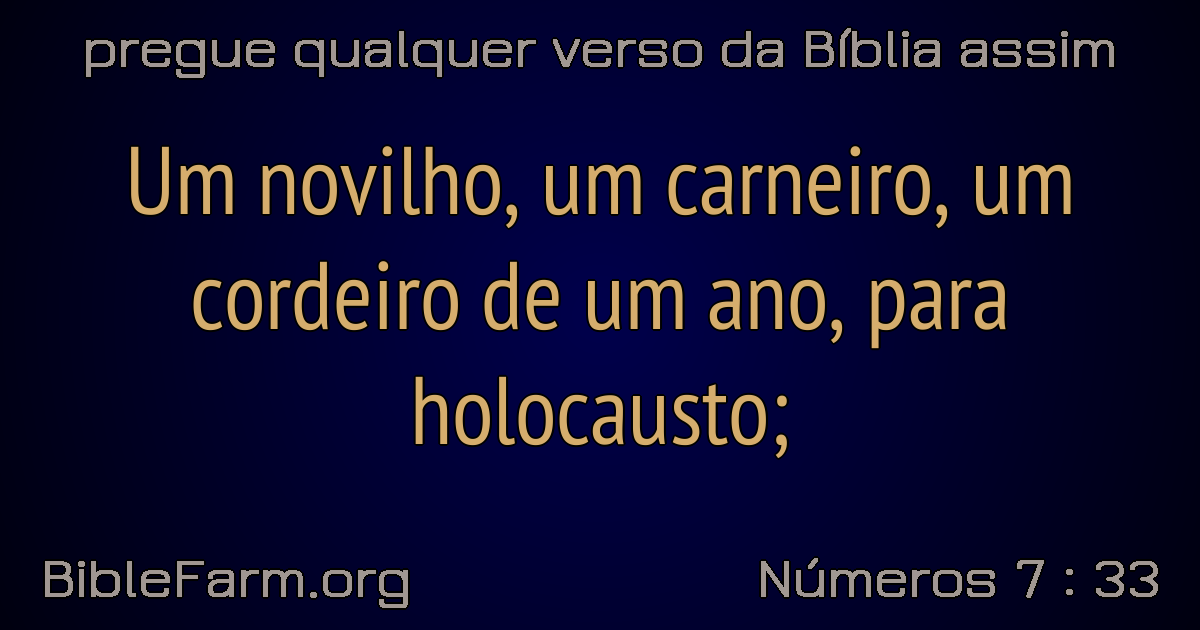 pregue qualquer verso da Bíblia assim
Um novilho, um carneiro, um
cordeiro de um ano, para
holocausto;
BibleFarm.org
Números 7 : 33